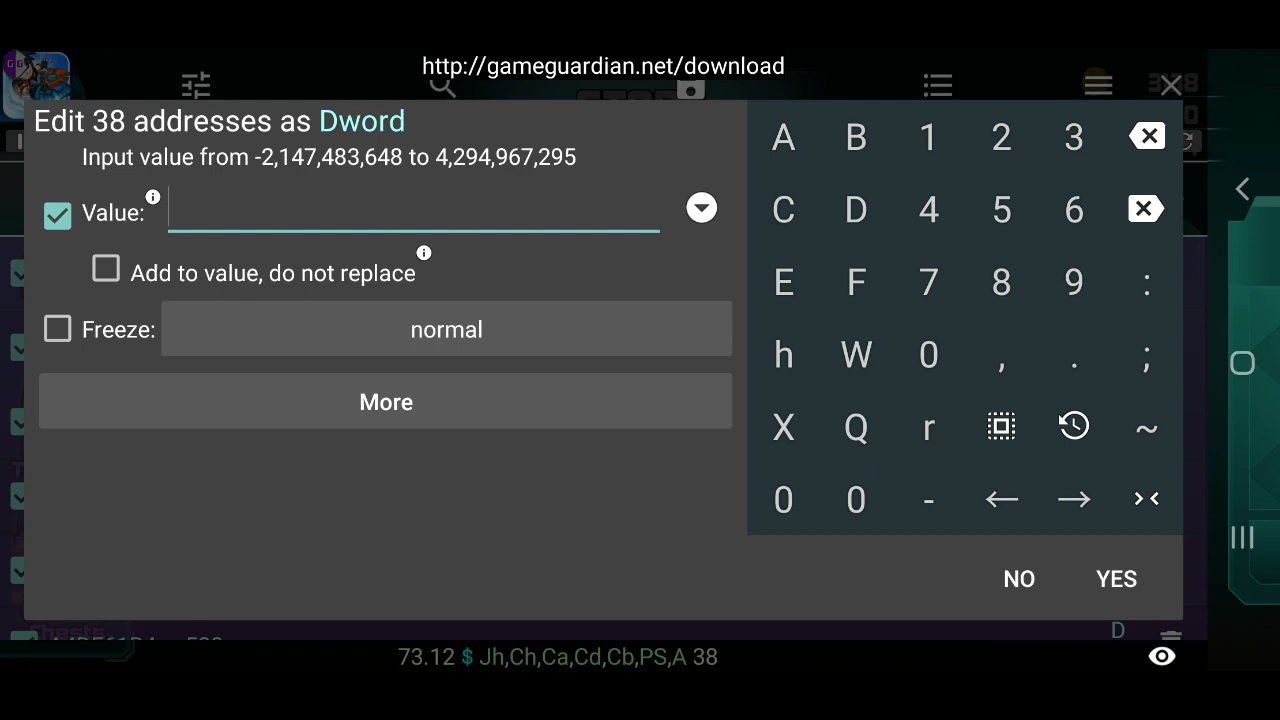 http://gameguardian.net/download
Edit 38 addresses as Dword
Input value from -2,147,483,648 to 4,294,967,295
Value:
Add to value, do not replace
Freeze: normal
More
A B 1 2 3
C D 4 5 6
E F 7 8 9 :
h W 0 , . ;
X Q r ~
0 0 - ← → ><
NO YES
Chests
D
73.12 $ Jh,Ch,Ca,Cd,Cb,PS,A 38